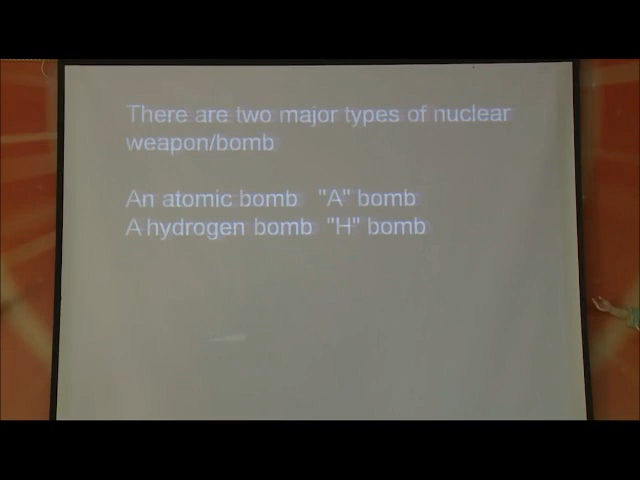 There are two major types of nuclear
weapon/bomb
An atomic bomb "A" bomb
A hydrogen bomb "H" bomb